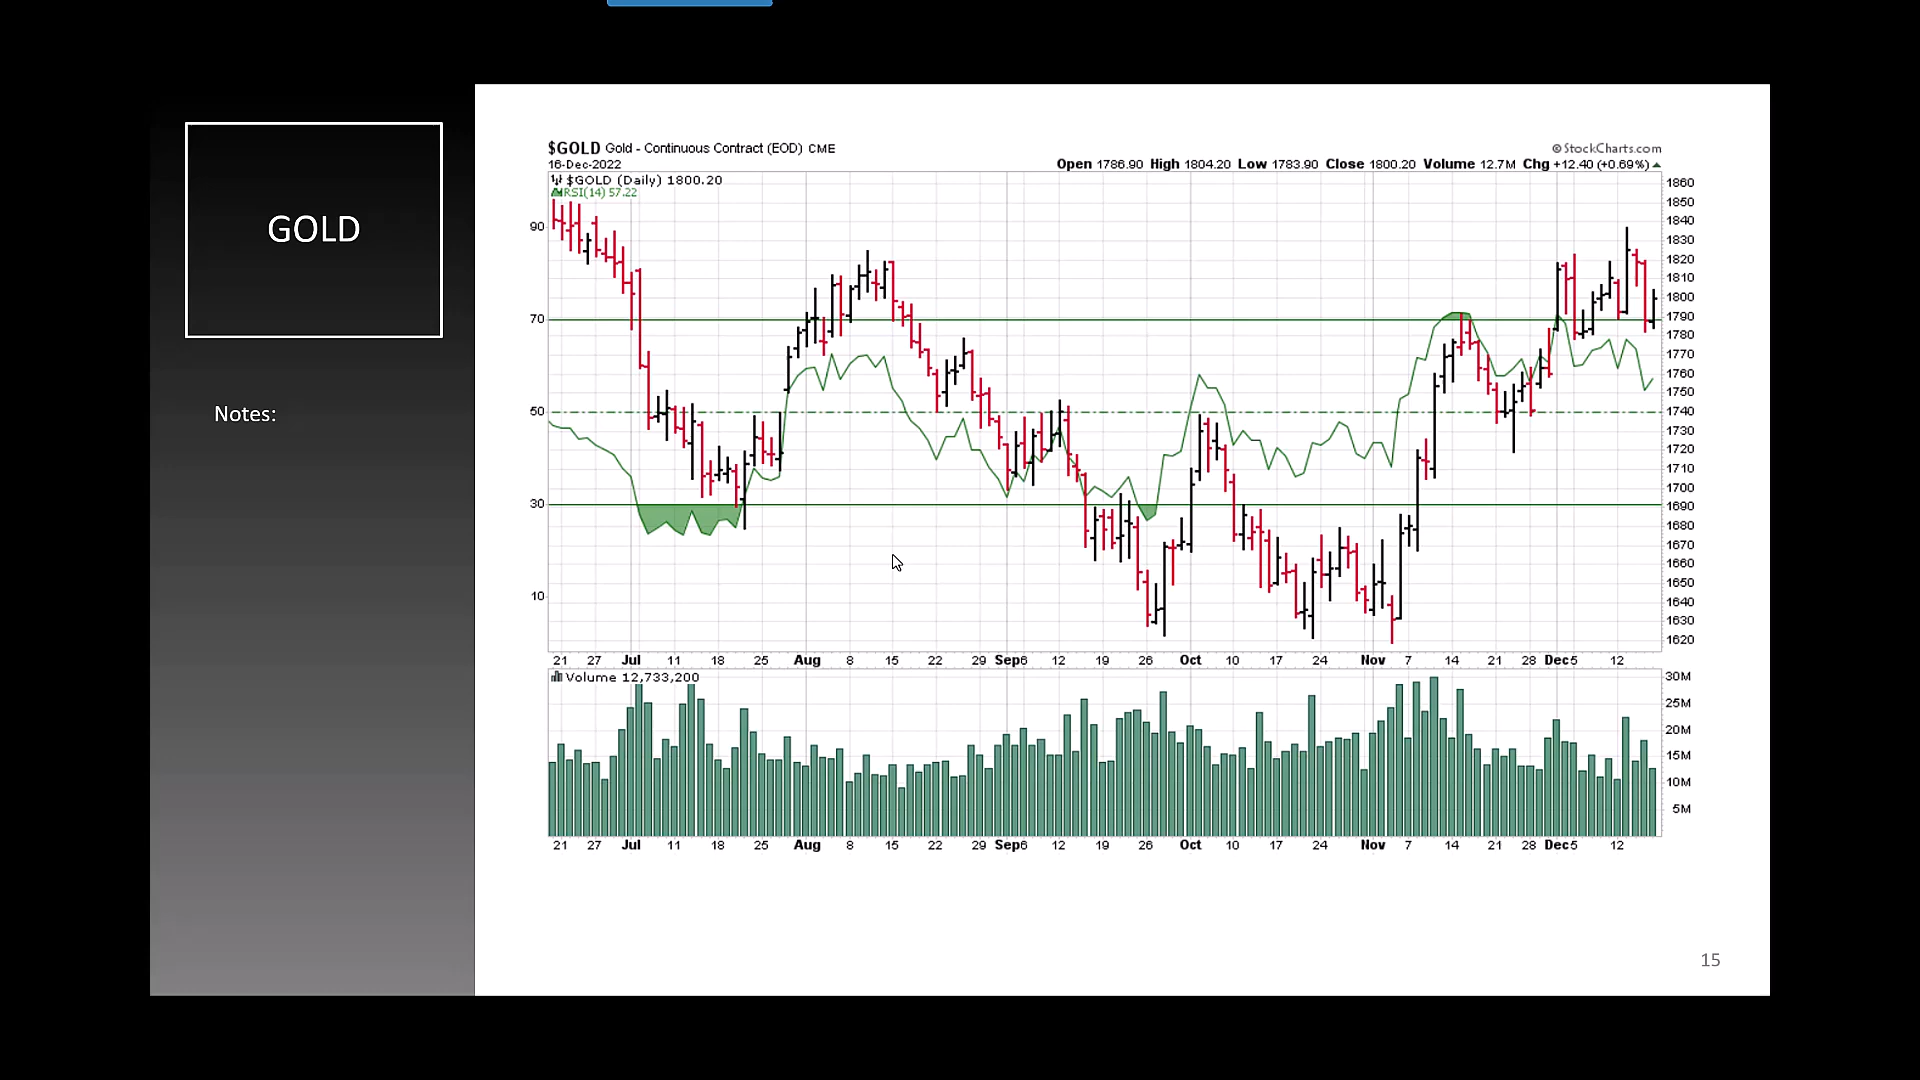 GOLD
Notes:
$GOLD Gold - Continuous Contract (EOD) CME
©StockCharts.com
16-Dec-2022
Open 1786.90 High 1804.20 Low 1783.90 Close 1800.20 Volume 12.7M Chg +12.40 (+0.69%)
$GOLD (Daily) 1800.20
RSI(14) 57.22
90
70
50
30
10
1860
1850
1840
1830
1820
1810
1800
1790
1780
1770
1760
1750
1740
1730
1720
1710
1700
1690
1680
1670
1660
1650
1640
1630
1620
21 27 Jul 11 18 25 Aug 8 15 22 29 Sep6 12 19 26 Oct 10 17 24 Nov 7 14 21 28 Dec5 12
Volume 12,733,200
30M
25M
20M
15M
10M
5M
21 27 Jul 11 18 25 Aug 8 15 22 29 Sep6 12 19 26 Oct 10 17 24 Nov 7 14 21 28 Dec5 12
15